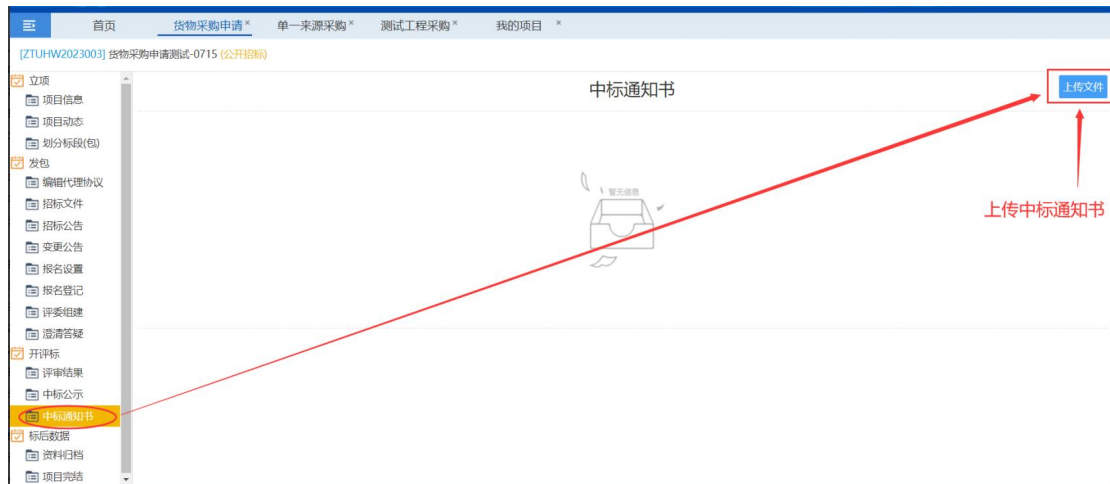 首页 货物采购申请 × 单一来源采购 × 测试工程采购 × 我的项目 ×
[ZTUHW2023003] 货物采购申请测试-0715 (公开招标)
立项
项目信息
项目动态
划分标段(包)
发包
编辑代理协议
招标文件
招标公告
变更公告
报名设置
报名登记
评委组建
澄清答疑
开评标
评审结果
中标公示
中标通知书
标后数据
资料归档
项目完结
中标通知书
上传文件
暂无信息
上传中标通知书